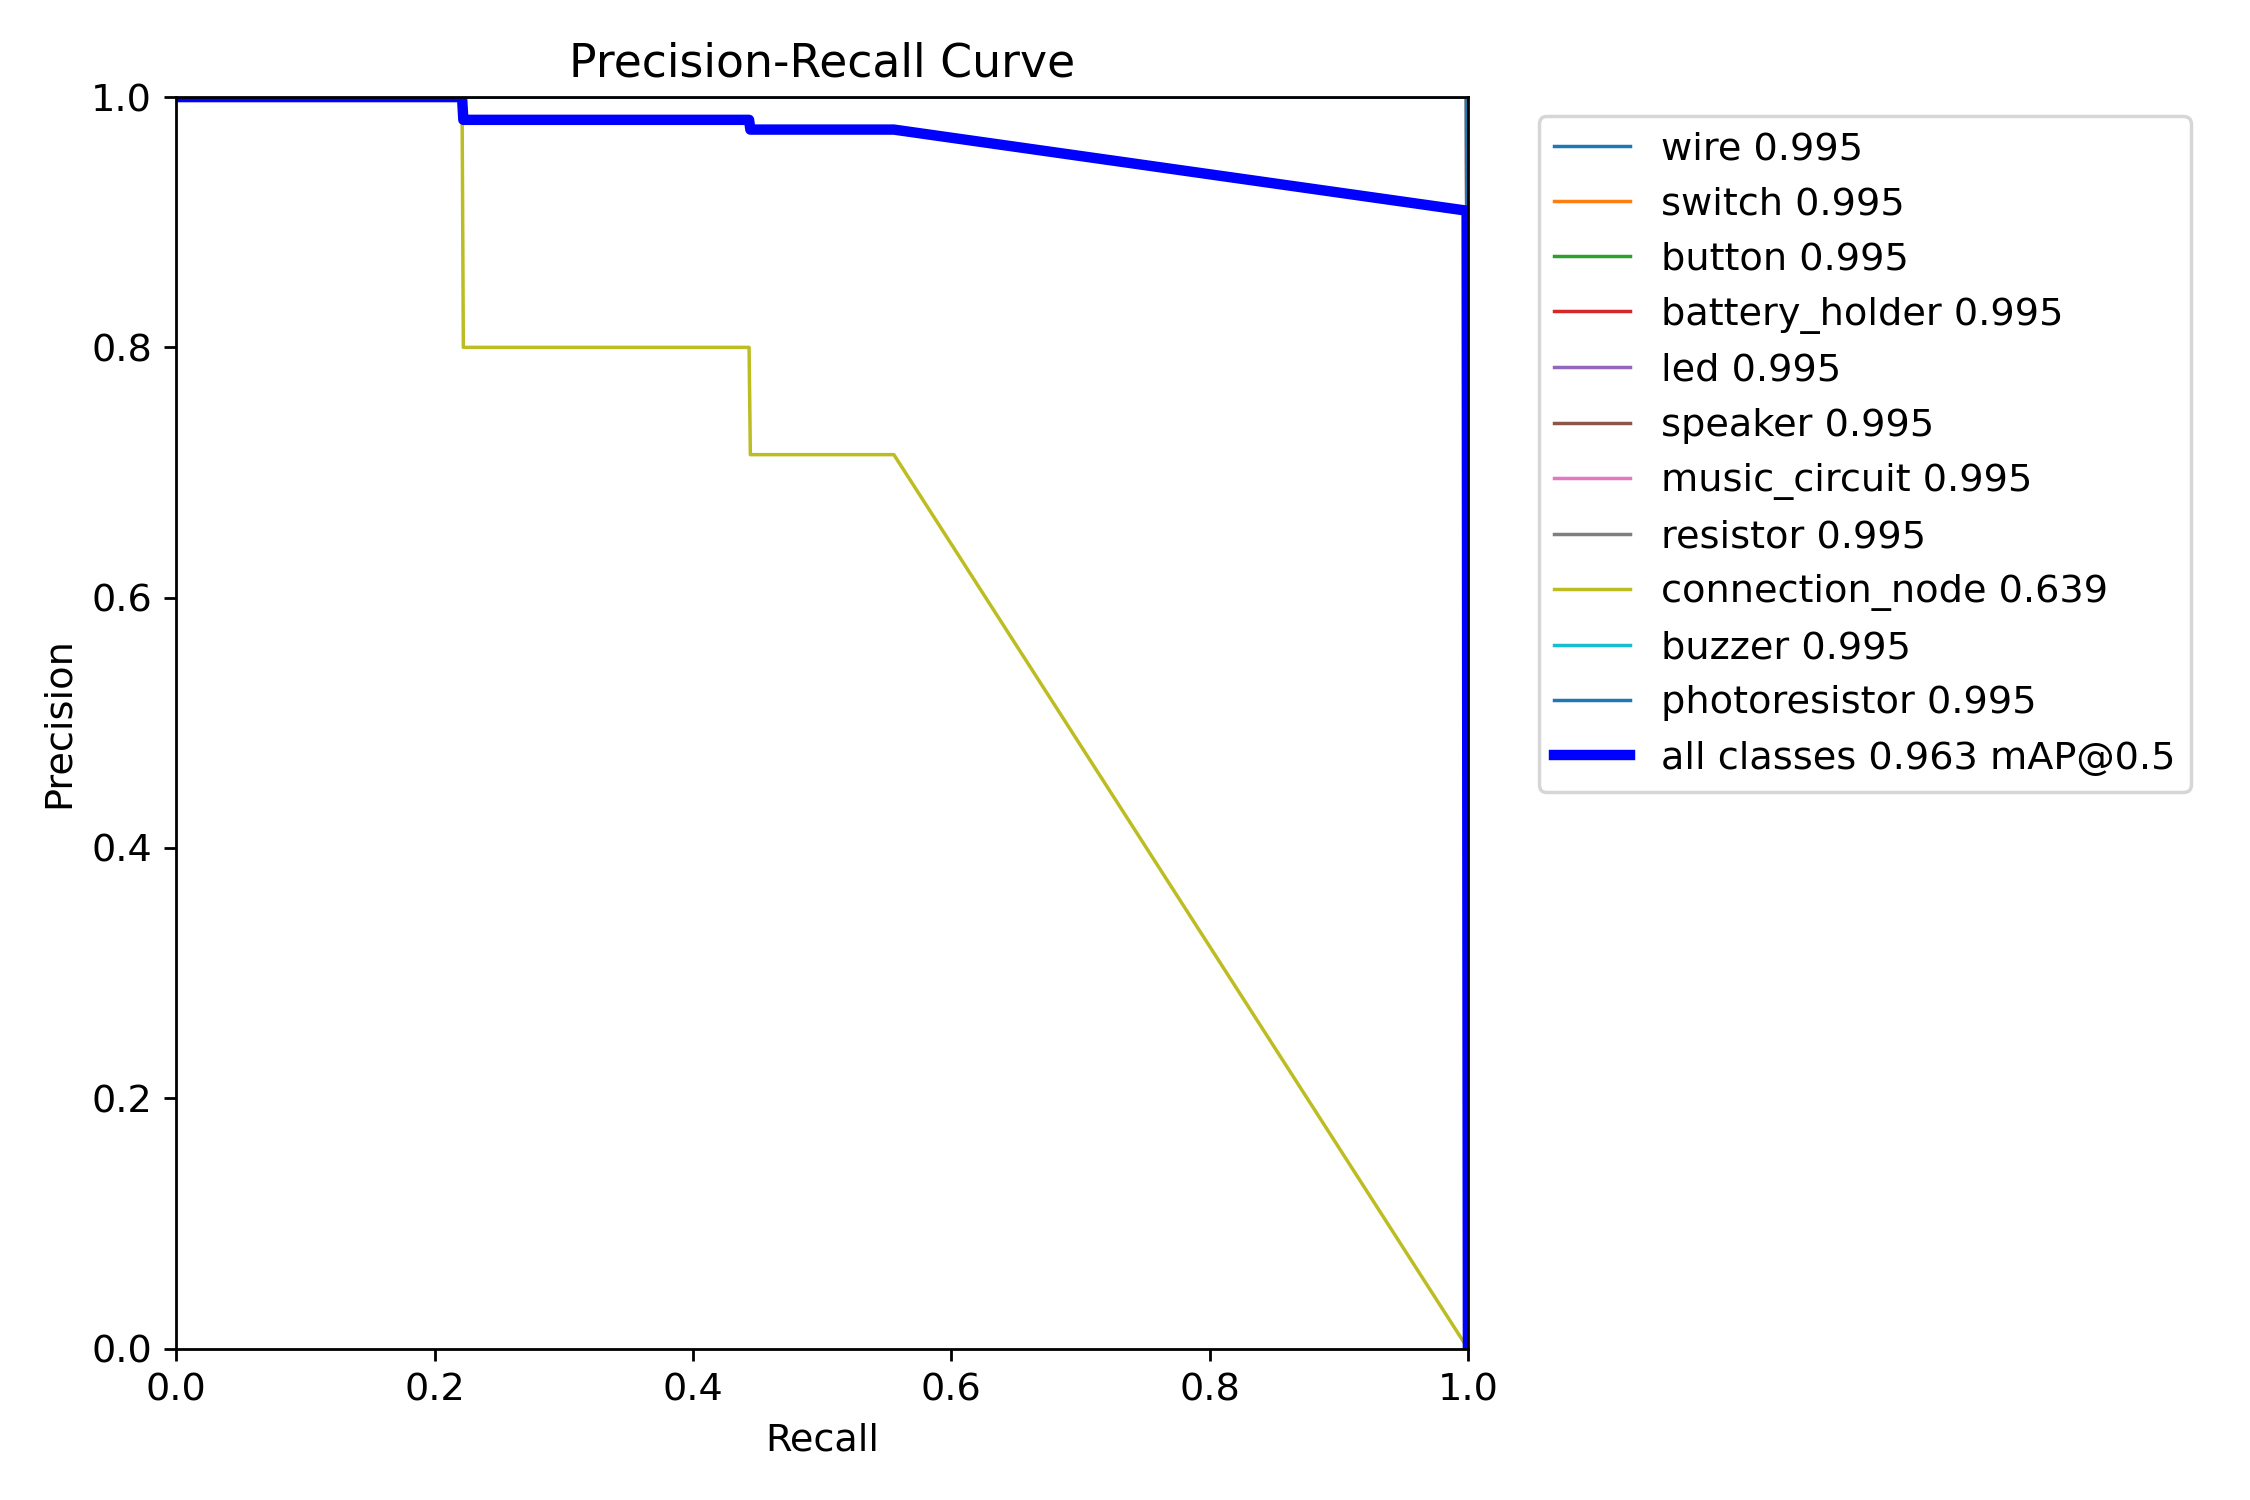 Precision-Recall Curve
1.0
0.8
0.6
0.4
0.2
0.0
Precision
0.0 0.2 0.4 0.6 0.8 1.0
Recall
wire 0.995
switch 0.995
button 0.995
battery_holder 0.995
led 0.995
speaker 0.995
music_circuit 0.995
resistor 0.995
connection_node 0.639
buzzer 0.995
photoresistor 0.995
all classes 0.963 mAP@0.5